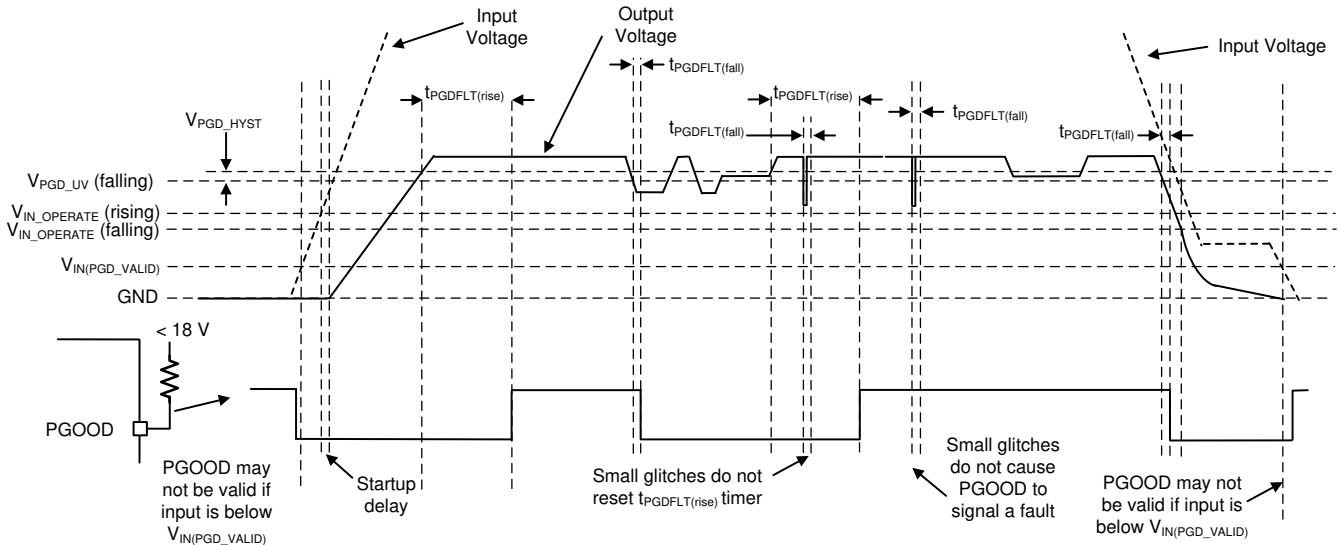 Input
Voltage
Output
Voltage
Input Voltage
tPGDFLT(fall)
tPGDFLT(rise)
tPGDFLT(rise)
tPGDFLT(fall)
tPGDFLT(fall)
tPGDFLT(fall)
VPGD_HYST
VPGD_UV (falling)
VIN_OPERATE (rising)
VIN_OPERATE (falling)
VIN(PGD_VALID)
GND
< 18 V
PGOOD
PGOOD may
not be valid if
input is below
VIN(PGD_VALID)
Startup
delay
Small glitches do not
reset tPGDFLT(rise) timer
Small glitches
do not cause
PGOOD to
signal a fault
PGOOD may not
be valid if input is
below VIN(PGD_VALID)